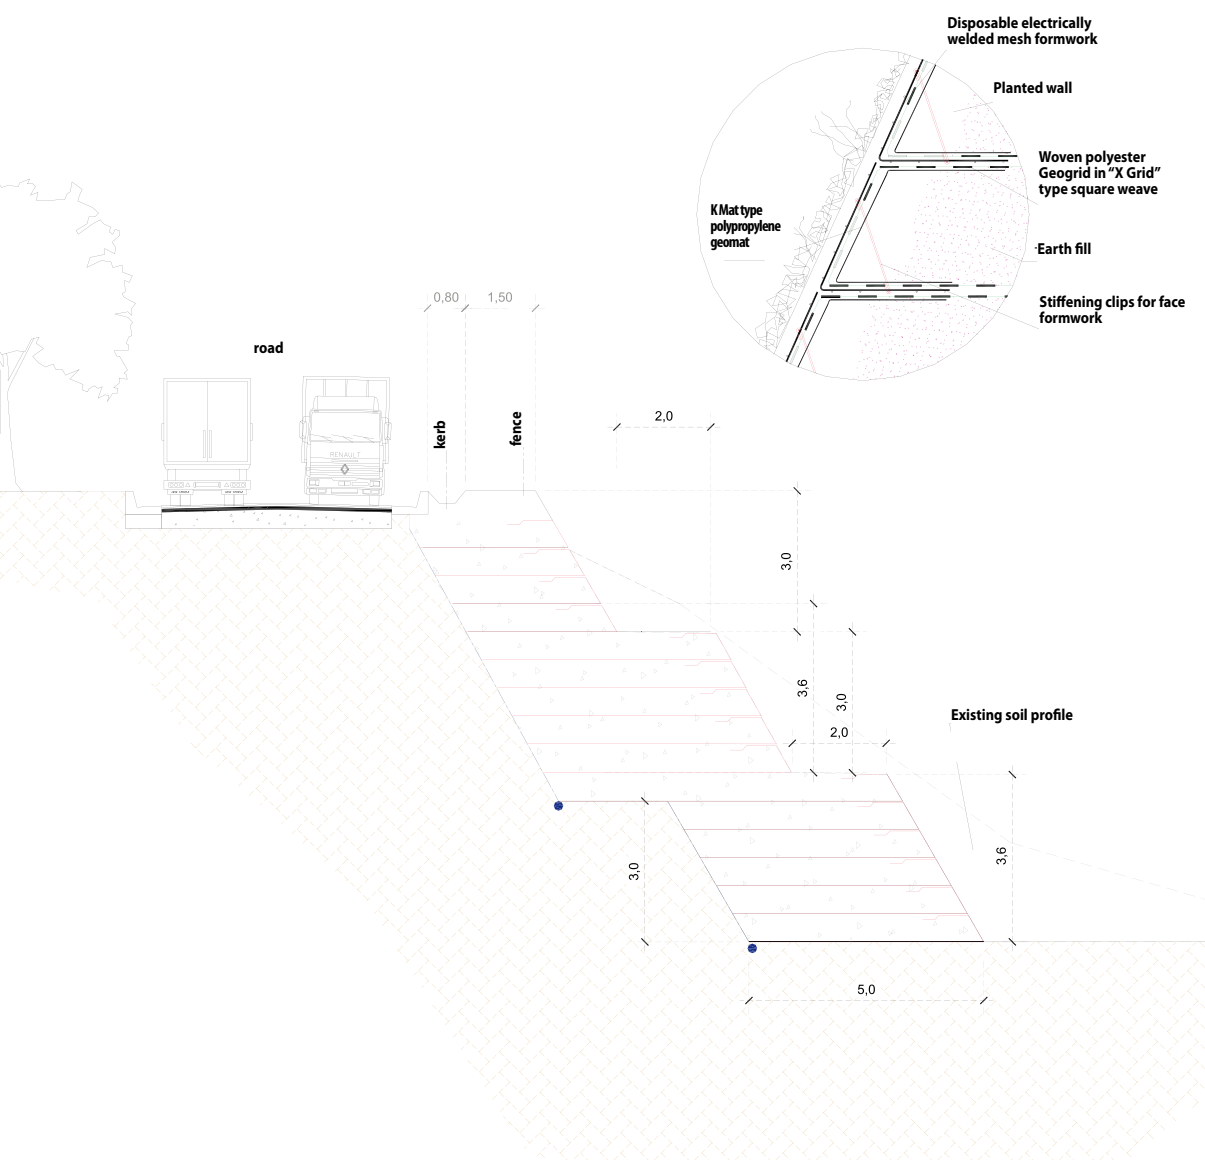 Disposable electrically
welded mesh formwork
Planted wall
Woven polyester
Geogrid in “X Grid”
type square weave
K Mat type
polypropylene
geomat
Earth fill
Stiffening clips for face
formwork
0,80
1,50
road
kerb
fence
2,0
RENAULT
3,0
3,6
3,0
2,0
Existing soil profile
3,0
3,6
5,0